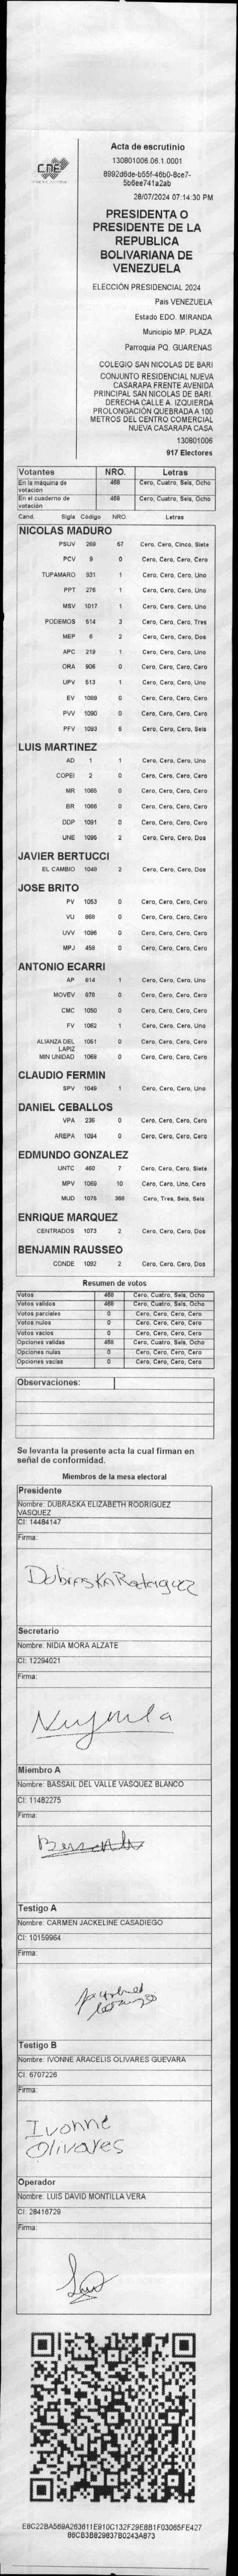 CNE
Acta de escrutinio
130801006.06.1.0001
8992d6de-b55f-46b0-8ce7-
5b6ee741a2ab
28/07/2024 07:14:30 PM
PRESIDENTA O
PRESIDENTE DE LA
REPUBLICA
BOLIVARIANA DE
VENEZUELA
ELECCIÓN PRESIDENCIAL 2024
Pais VENEZUELA
Estado EDO. MIRANDA
Municipio MP. PLAZA
Parroquia PQ. GUARENAS
COLEGIO SAN NICOLAS DE BARI
CONJUNTO RESIDENCIAL NUEVA
CASARAPA FRENTE AVENIDA
PRINCIPAL SAN NICOLAS DE BARI.
DERECHA CALLE A. IZQUIERDA
PROLONGACIÓN QUEBRADA A 100
METROS DEL CENTRO COMERCIAL
NUEVA CASARAPA CASA
130801006
917 Electores
Votantes NRO. Letras
En la máquina de votación 468 Cero, Cuatro, Seis, Ocho
En el cuaderno de votación 468 Cero, Cuatro, Seis, Ocho
Cand. Sigla Código NRO. Letras
NICOLAS MADURO
PSUV 269 57 Cero, Cero, Cinco, Siete
PCV 9 0 Cero, Cero, Cero, Cero
TUPAMARO 931 1 Cero, Cero, Cero, Uno
PPT 276 1 Cero, Cero, Cero, Uno
MSV 1017 1 Cero, Cero, Cero, Uno
PODEMOS 514 3 Cero, Cero, Cero, Tres
MEP 6 2 Cero, Cero, Cero, Dos
APC 219 1 Cero, Cero, Cero, Uno
ORA 906 0 Cero, Cero, Cero, Cero
UPV 513 1 Cero, Cero, Cero, Uno
EV 1089 0 Cero, Cero, Cero, Cero
PVV 1090 0 Cero, Cero, Cero, Cero
PFV 1093 6 Cero, Cero, Cero, Seis
LUIS MARTINEZ
AD 1 1 Cero, Cero, Cero, Uno
COPEI 2 0 Cero, Cero, Cero, Cero
MR 1065 0 Cero, Cero, Cero, Cero
BR 1066 0 Cero, Cero, Cero, Cero
DDP 1091 0 Cero, Cero, Cero, Cero
UNE 1095 2 Cero, Cero, Cero, Dos
JAVIER BERTUCCI
EL CAMBIO 1048 2 Cero, Cero, Cero, Dos
JOSE BRITO
PV 1053 0 Cero, Cero, Cero, Cero
VU 868 0 Cero, Cero, Cero, Cero
UVV 1096 0 Cero, Cero, Cero, Cero
MPJ 458 0 Cero, Cero, Cero, Cero
ANTONIO ECARRI
AP 814 1 Cero, Cero, Cero, Uno
MOVEV 978 0 Cero, Cero, Cero, Cero
CMC 1050 0 Cero, Cero, Cero, Cero
FV 1062 1 Cero, Cero, Cero, Uno
ALIANZA DEL LAPIZ 1051 0 Cero, Cero, Cero, Cero
MIN UNIDAD 1068 0 Cero, Cero, Cero, Cero
CLAUDIO FERMIN
SPV 1049 1 Cero, Cero, Cero, Uno
DANIEL CEBALLOS
VPA 236 0 Cero, Cero, Cero, Cero
AREPA 1094 0 Cero, Cero, Cero, Cero
EDMUNDO GONZALEZ
UNTC 460 7 Cero, Cero, Cero, Siete
MPV 1069 10 Cero, Cero, Uno, Cero
MUD 1076 366 Cero, Tres, Seis, Seis
ENRIQUE MARQUEZ
CENTRADOS 1073 2 Cero, Cero, Cero, Dos
BENJAMIN RAUSSEO
CONDE 1092 2 Cero, Cero, Cero, Dos
Resumen de votos
Votos 468 Cero, Cuatro, Seis, Ocho
Votos válidos 468 Cero, Cuatro, Seis, Ocho
Votos parciales 0 Cero, Cero, Cero, Cero
Votos nulos 0 Cero, Cero, Cero, Cero
Votos vacíos 0 Cero, Cero, Cero, Cero
Opciones validas 468 Cero, Cuatro, Seis, Ocho
Opciones nulas 0 Cero, Cero, Cero, Cero
Opciones vacías 0 Cero, Cero, Cero, Cero
Observaciones:
Se levanta la presente acta la cual firman en
señal de conformidad.
Miembros de la mesa electoral
Presidente
Nombre: DUBRASKA ELIZABETH RODRIGUEZ
VASQUEZ
CI: 14484147
Firma:
Dubraska Rodriguez
Secretario
Nombre: NIDIA MORA ALZATE
CI: 12294021
Firma:
Miembro A
Nombre: BASSAIL DEL VALLE VASQUEZ BLANCO
CI: 11482275
Firma:
Testigo A
Nombre: CARMEN JACKELINE CASADIEGO
CI: 10159964
Firma:
Testigo B
Nombre: IVONNE ARACELIS OLIVARES GUEVARA
CI: 6707226
Firma:
Ivonne
Olivares
Operador
Nombre: LUIS DAVID MONTILLA VERA
CI: 28416729
Firma:
E8C22BA569A263611E910C132F29E8B1F03065FE427
86CB3B829837B0243A873